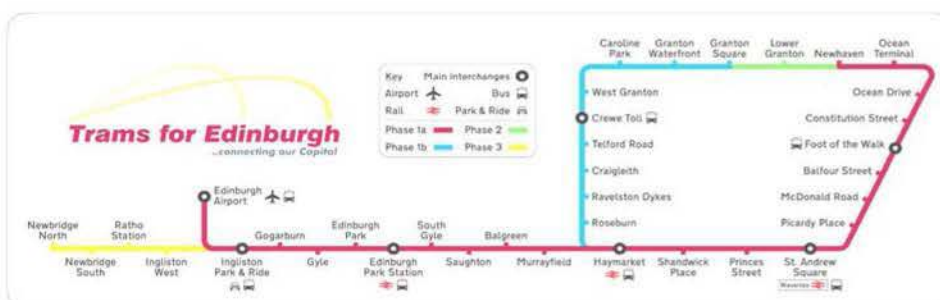 Trams for Edinburgh
...connecting our Capital
Key Main interchanges
Airport Bus
Rail Park & Ride
Phase 1a Phase 2
Phase 1b Phase 3
Caroline
Park
Granton
Waterfront
Granton
Square
Lower
Granton
Newhaven
Ocean
Terminal
West Granton
Crewe Toll
Telford Road
Craigleith
Ravelston Dykes
Roseburn
Ocean Drive
Constitution Street
Foot of the Walk
Balfour Street
McDonald Road
Picardy Place
Edinburgh
Airport
Newbridge
North
Ratho
Station
Gogarburn
Edinburgh
Park
South
Gyle
Balgreen
Newbridge
South
Ingliston
West
Ingliston
Park & Ride
Gyle
Edinburgh
Park Station
Saughton
Murrayfield
Haymarket
Shandwick
Place
Princes
Street
St. Andrew
Square
Waverley